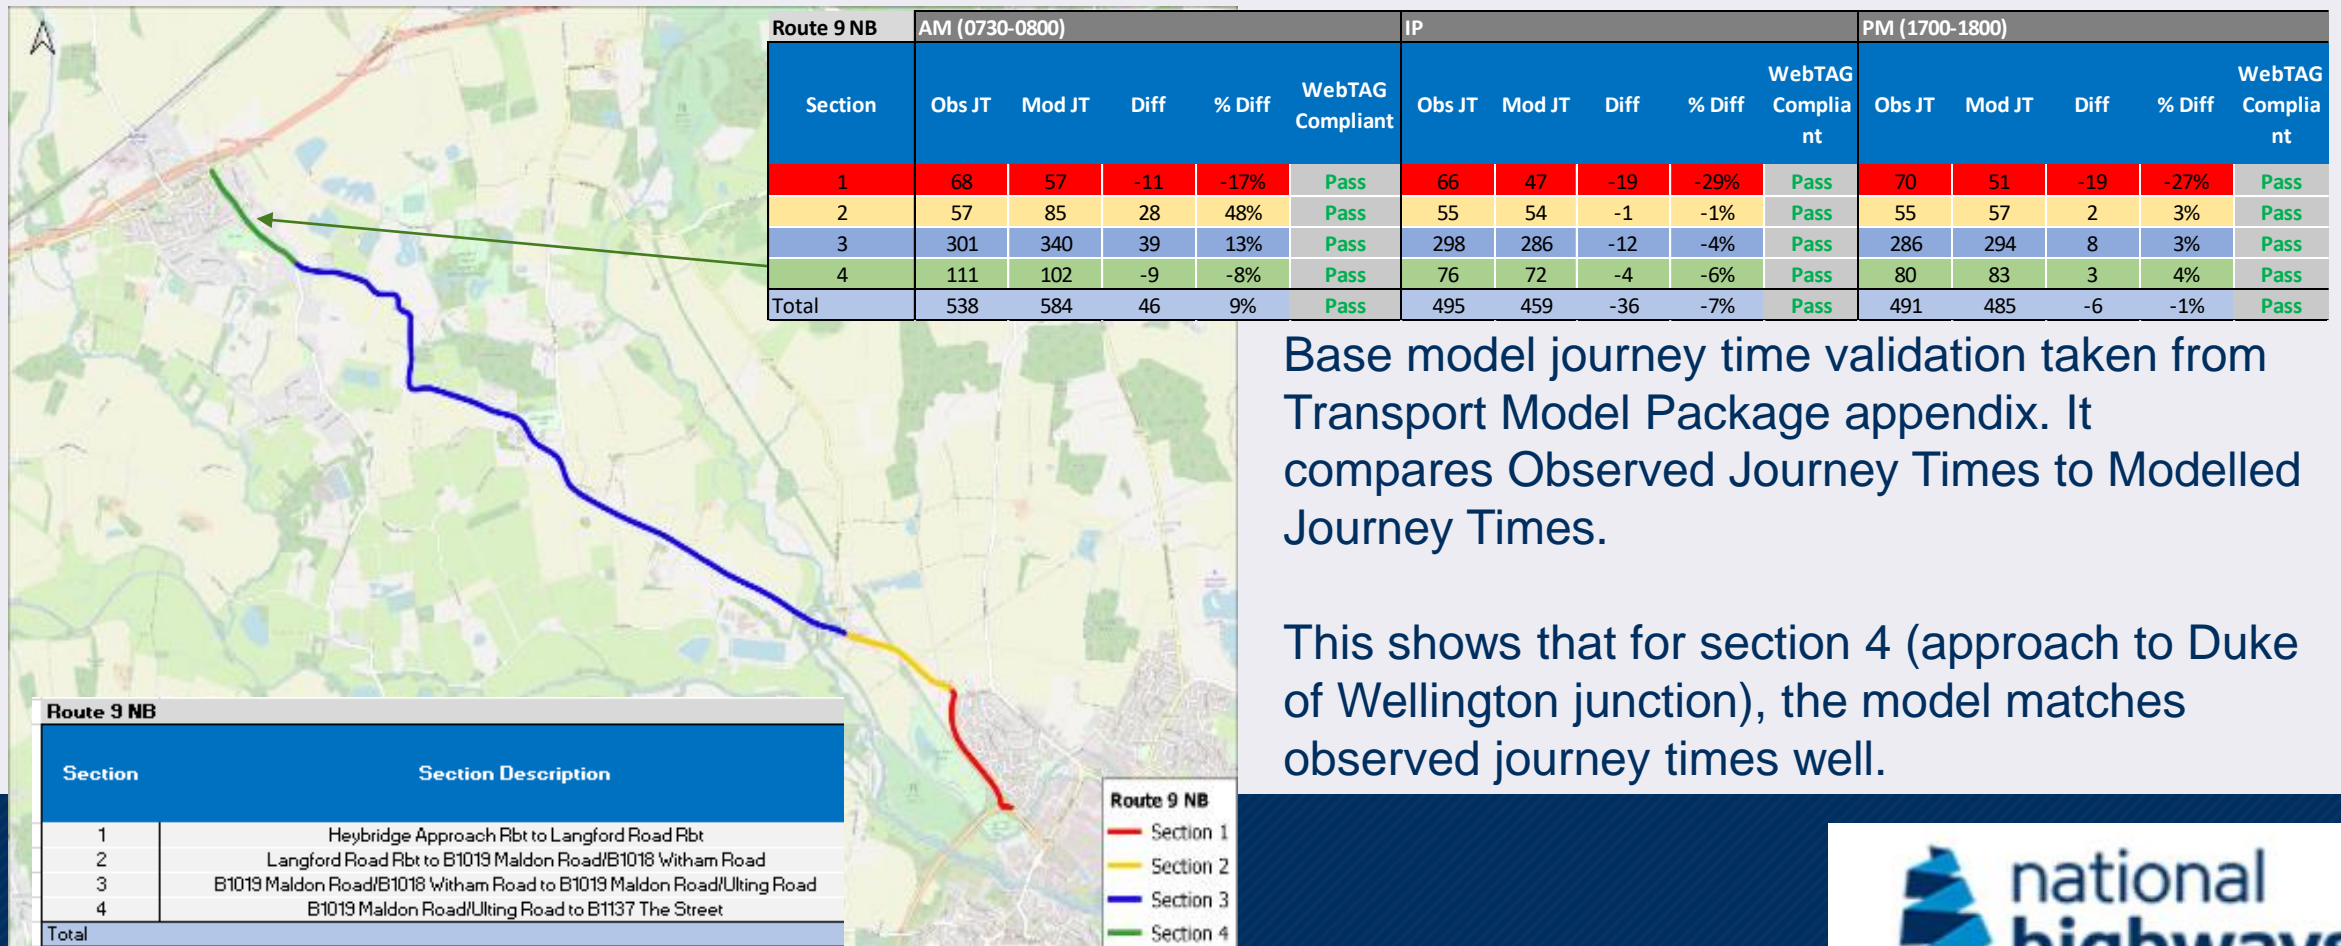 Route 9 NB AM (0730-0800) IP PM (1700-1800)
Section Obs JT Mod JT Diff % Diff WebTAG Compliant Obs JT Mod JT Diff % Diff WebTAG Complia nt Obs JT Mod JT Diff % Diff WebTAG Complia nt
1 68 57 -11 -17% Pass 66 47 -19 -29% Pass 70 51 -19 -27% Pass
2 57 85 28 48% Pass 55 54 -1 -1% Pass 55 57 2 3% Pass
3 301 340 39 13% Pass 298 286 -12 -4% Pass 286 294 8 3% Pass
4 111 102 -9 -8% Pass 76 72 -4 -6% Pass 80 83 3 4% Pass
Total 538 584 46 9% Pass 495 459 -36 -7% Pass 491 485 -6 -1% Pass
Base model journey time validation taken from
Transport Model Package appendix. It
compares Observed Journey Times to Modelled
Journey Times.
This shows that for section 4 (approach to Duke
of Wellington junction), the model matches
observed journey times well.
Route 9 NB
Section Section Description
1 Heybridge Approach Rbt to Langford Road Rbt
2 Langford Road Rbt to B1019 Maldon Road/B1018 Witham Road
3 B1019 Maldon Road/B1018 Witham Road to B1019 Maldon Road/Ulting Road
4 B1019 Maldon Road/Ulting Road to B1137 The Street
Total
Route 9 NB
Section 1
Section 2
Section 3
Section 4
national
highways